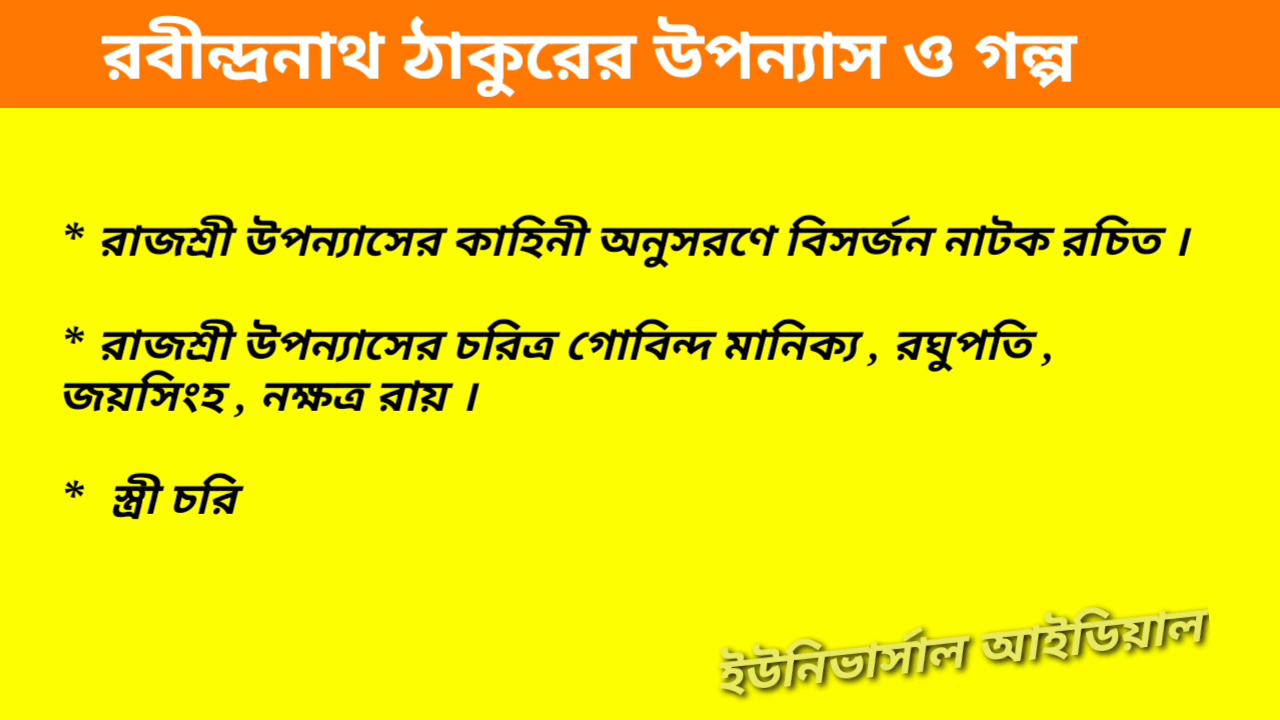 রবীন্দ্রনাথ ঠাকুরের উপন্যাস ও গল্প
* রাজশ্রী উপন্যাসের কাহিনী অনুসরণে বিসর্জন নাটক রচিত ।
* রাজশ্রী উপন্যাসের চরিত্র গোবিন্দ মানিক্য , রঘুপতি ,
জয়সিংহ , নক্ষত্র রায় ।
* স্ত্রী চরি
ইউনিভার্সাল আইডিয়াল